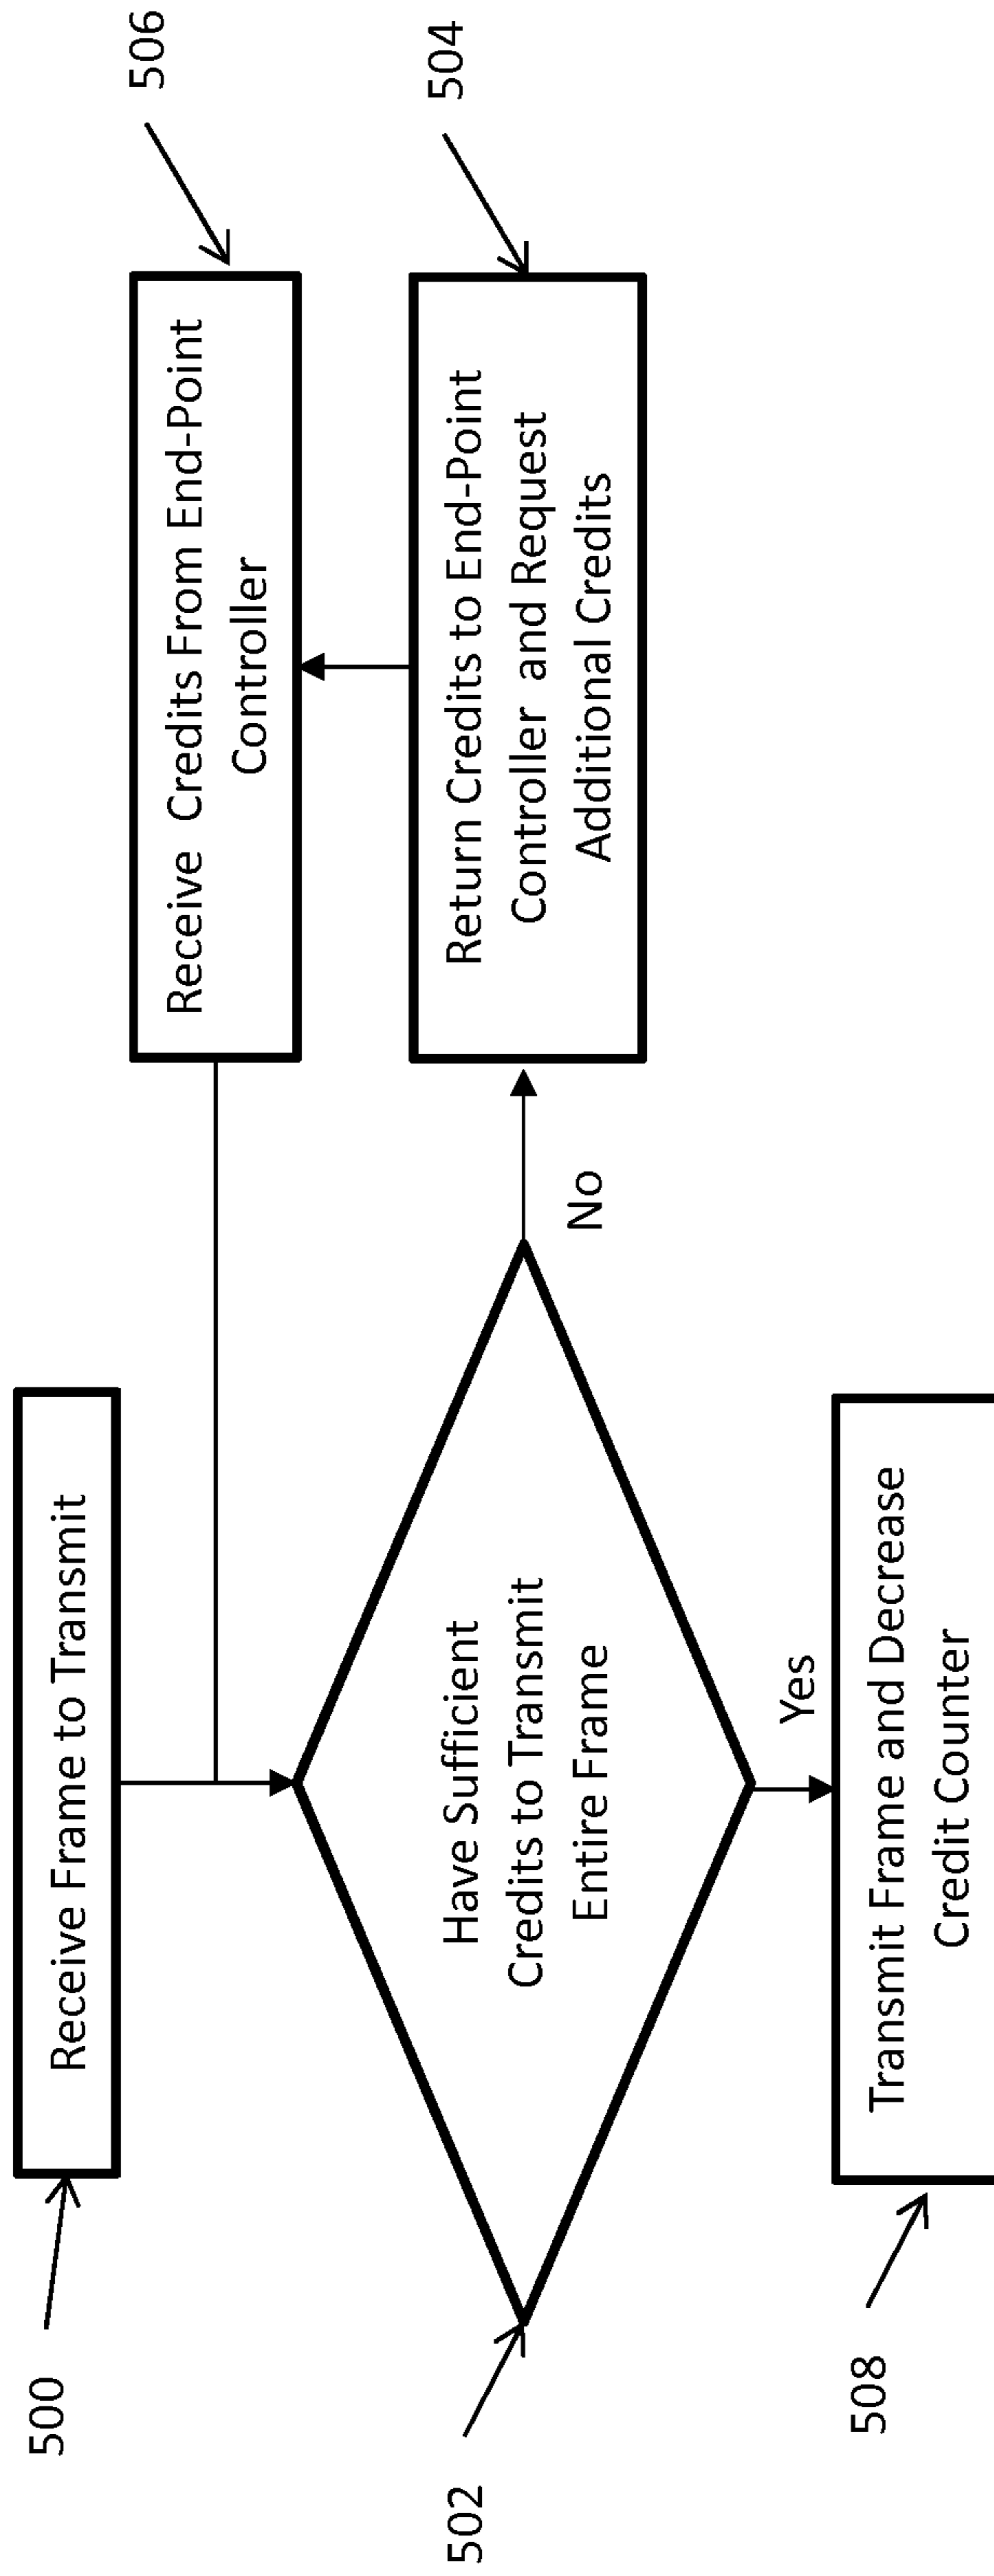 500
Receive Frame to Transmit
506
Receive Credits From End-Point
Controller
502
Have Sufficient
Credits to Transmit
Entire Frame
No
504
Return Credits to End-Point
Controller and Request
Additional Credits
Yes
508
Transmit Frame and Decrease
Credit Counter